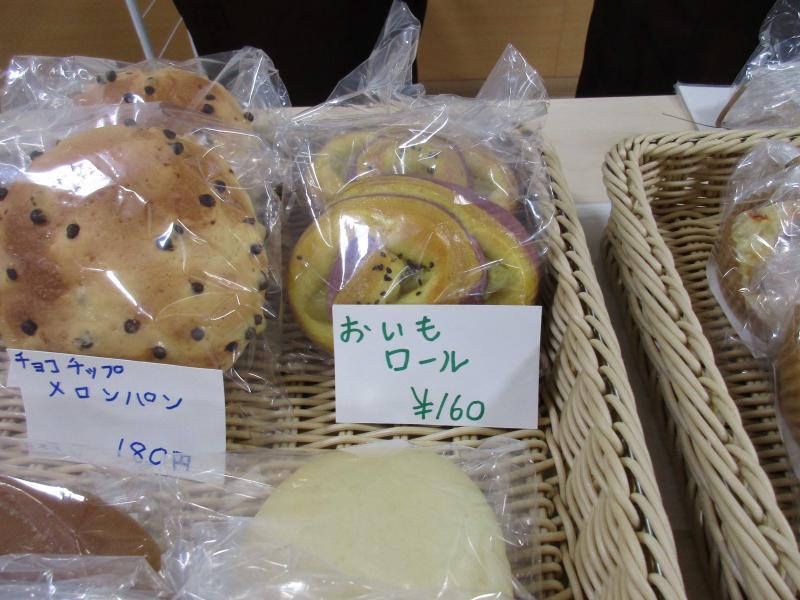 チョコチップ
メロンパン
180円
おいも
ロール
¥160